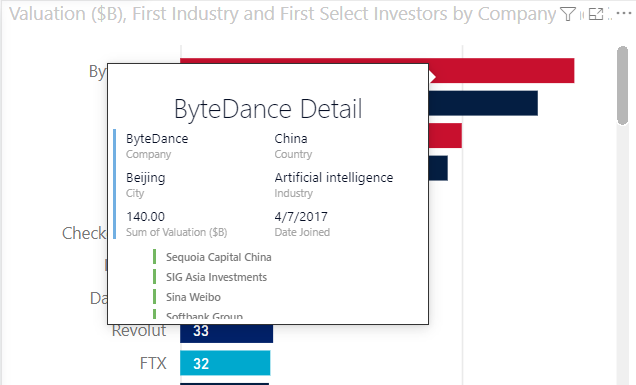 Valuation ($B), First Industry and First Select Investors by Company
By
ByteDance Detail
ByteDance China
Company Country
Beijing Artificial intelligence
City Industry
140.00 4/7/2017
Sum of Valuation ($B) Date Joined
Check
Sequoia Capital China
SIG Asia Investments
Da
Sina Weibo
Softbank Group
Revolut 33
FTX 32